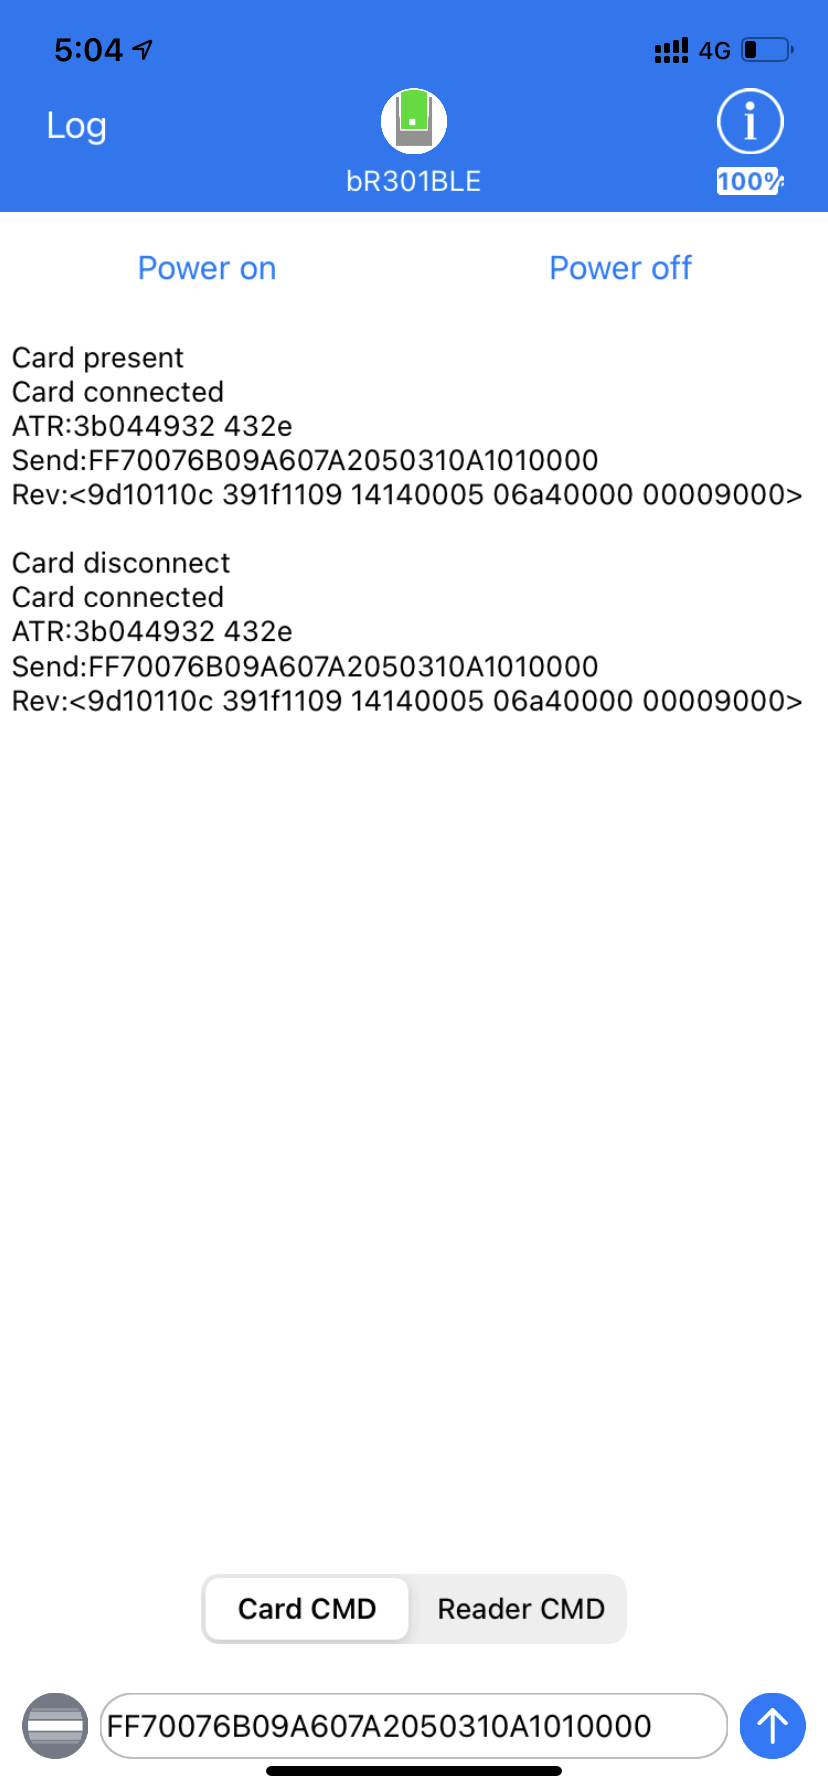 5:04
4G
Log
bR301BLE
i
100%
Power on
Power off
Card present
Card connected
ATR:3b044932 432e
Send:FF70076B09A607A2050310A1010000
Rev:<9d10110c 391f1109 14140005 06a40000 00009000>
Card disconnect
Card connected
ATR:3b044932 432e
Send:FF70076B09A607A2050310A1010000
Rev:<9d10110c 391f1109 14140005 06a40000 00009000>
Card CMD
Reader CMD
FF70076B09A607A2050310A1010000